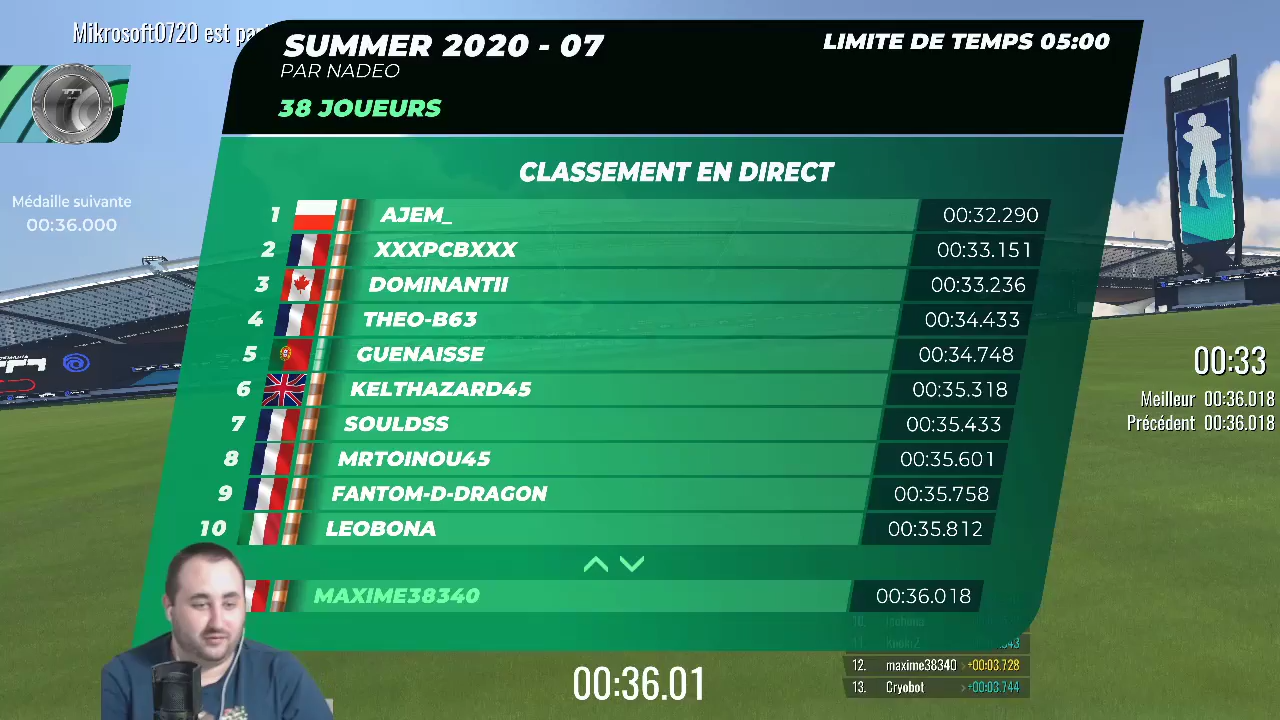 Mikrosoft0720 est pa
SUMMER 2020 - 07
PAR NADEO
38 JOUEURS
LIMITE DE TEMPS 05:00
Médaille suivante
00:36.000
CLASSEMENT EN DIRECT
1 AJEM_ 00:32.290
2 XXXPCBXXX 00:33.151
3 DOMINANTII 00:33.236
4 THEO-B63 00:34.433
5 GUENAISSE 00:34.748
6 KELTHAZARD45 00:35.318
7 SOULDSS 00:35.433
8 MRTOINOU45 00:35.601
9 FANTOM-D-DRAGON 00:35.758
10 LEOBONA 00:35.812
MAXIME38340 00:36.018
00:33
Meilleur 00:36.018
Précédent 00:36.018
12. maxime38340 +00:03.728
13. Cryobot +00:03.744
00:36.01